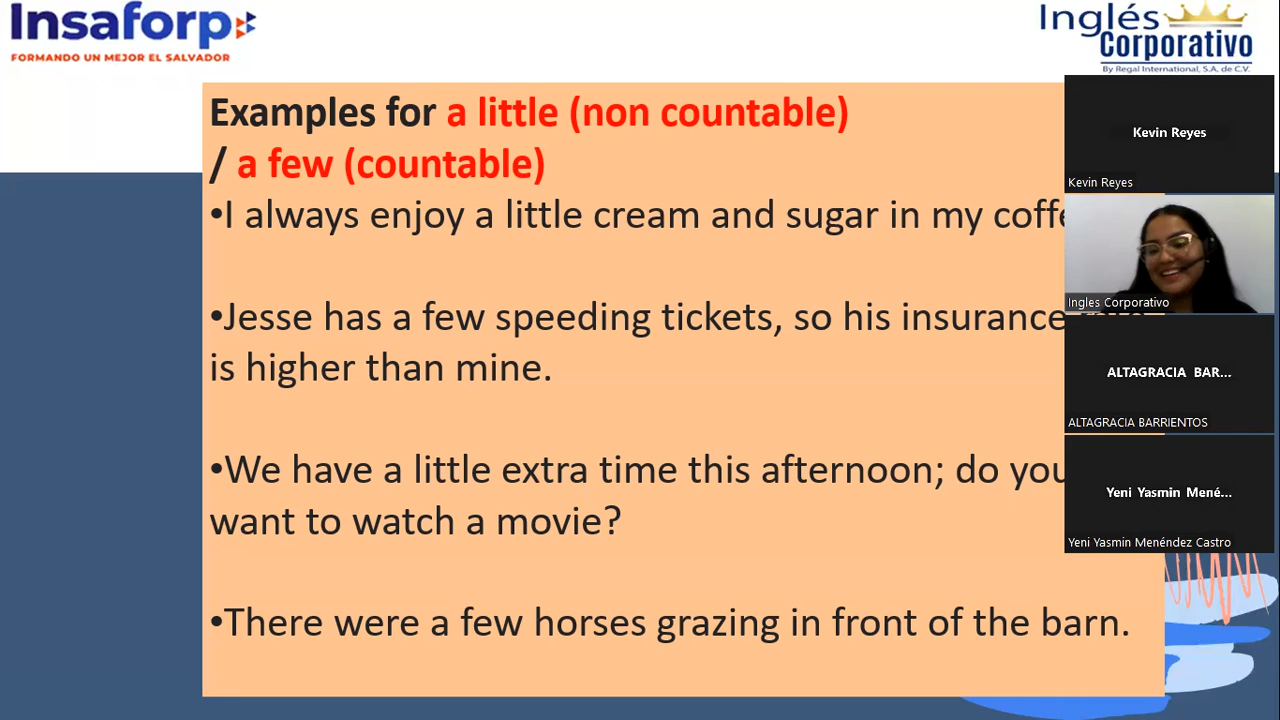 Insaforp
FORMANDO UN MEJOR EL SALVADOR
Inglés
Corporativo
By Regal International, S.A. de C.V.
Examples for a little (non countable)
/ a few (countable)
•I always enjoy a little cream and sugar in my
•Jesse has a few speeding tickets, so his insurance
is higher than mine.
•We have a little extra time this afternoon; do you
want to watch a movie?
•There were a few horses grazing in front of the barn.
Kevin Reyes
Kevin Reyes
Ingles Corporativo
ALTAGRACIA BAR...
ALTAGRACIA BARRIENTOS
Yeni Yasmin Mené...
Yeni Yasmin Menéndez Castro